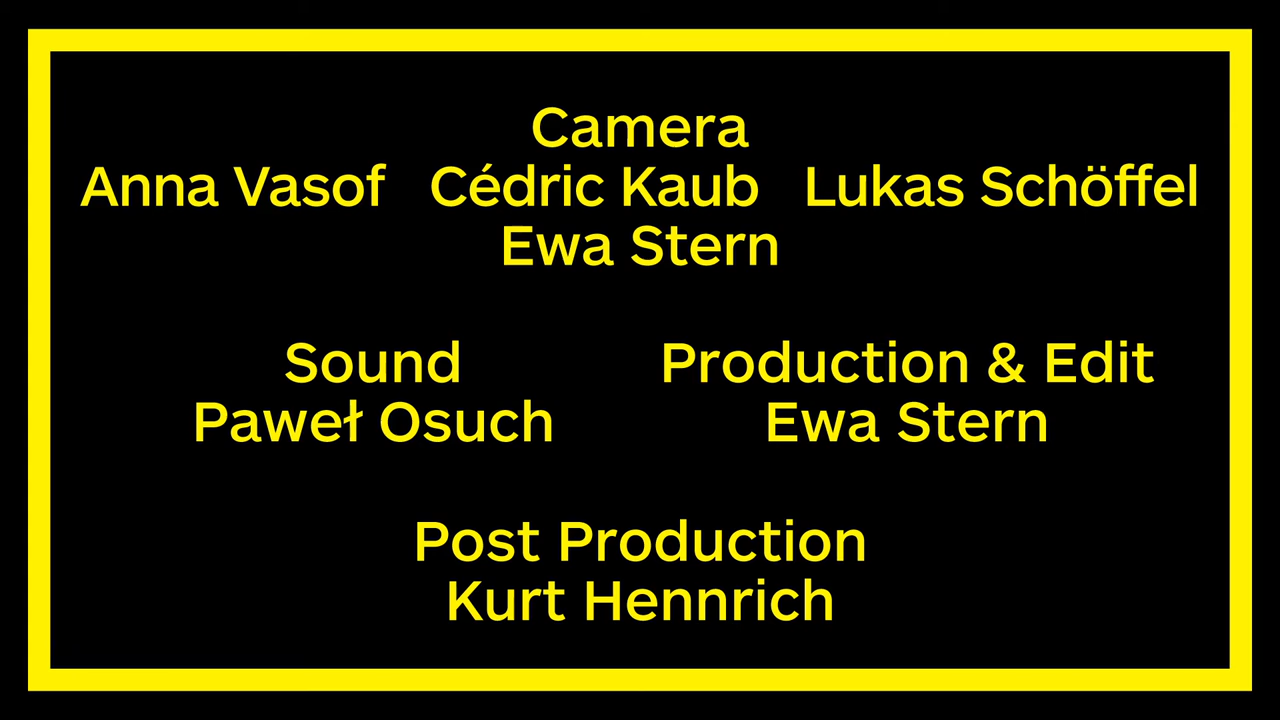 Camera
Anna Vasof Cédric Kaub Lukas Schöffel
Ewa Stern
Sound
Paweł Osuch
Production & Edit
Ewa Stern
Post Production
Kurt Hennrich